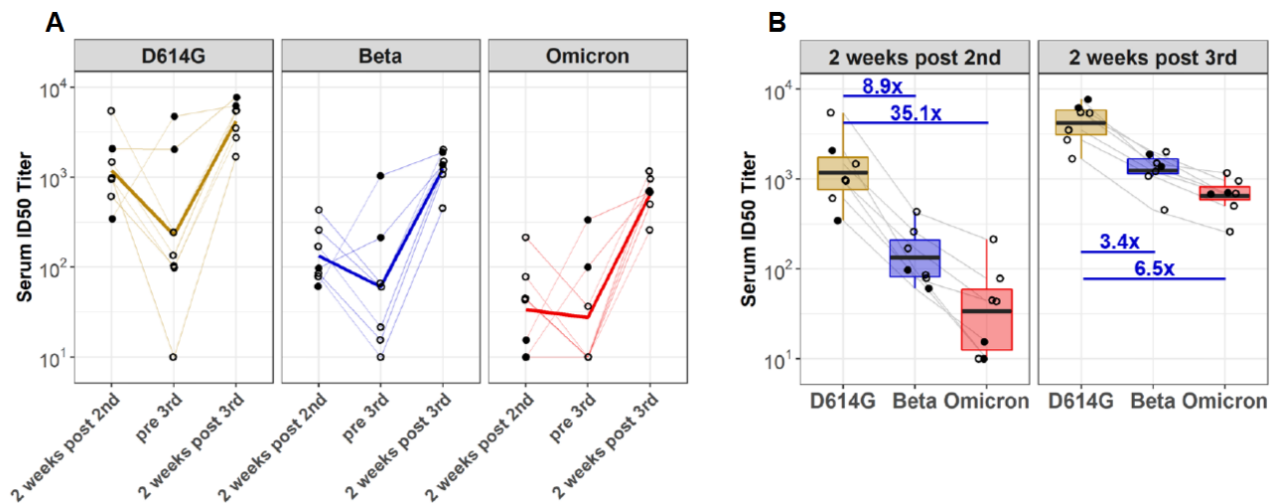 A
B
D614G
Beta
Omicron
2 weeks post 2nd
2 weeks post 3rd
Serum ID50 Titer
10^4
10^3
10^2
10^1
2 weeks post 2nd
pre 3rd
2 weeks post 3rd
2 weeks post 2nd
pre 3rd
2 weeks post 3rd
2 weeks post 2nd
pre 3rd
2 weeks post 3rd
Serum ID50 Titer
10^4
10^3
10^2
10^1
8.9x
35.1x
3.4x
6.5x
D614G Beta Omicron
D614G Beta Omicron